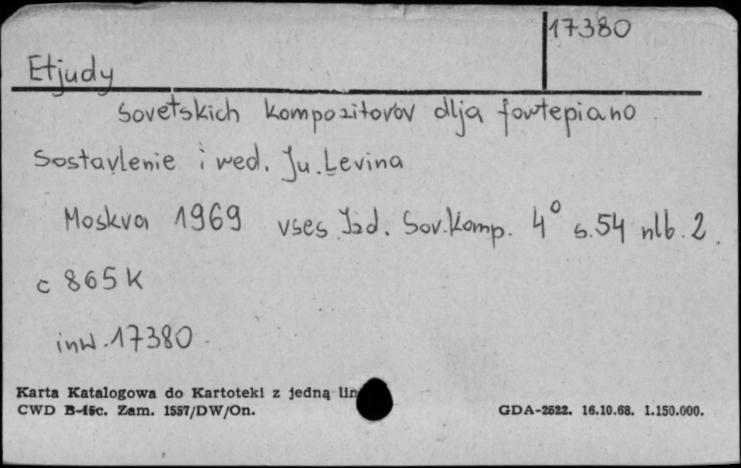 17380
Etjudy
Sovetskich kompozitorov dlja fortepiano
Sostavlenie i red. Ju. Levina
Moskva 1969 vses. Izd. Sov. Komp. 4° s. 54 nlb. 2.
c 865 K
inw. 17380.
Karta Katalogowa do Kartoteki z jedną lin
CWD B-15c. Zam. 1557/DW/On.
GDA-2522. 16.10.68. 1.150.000.